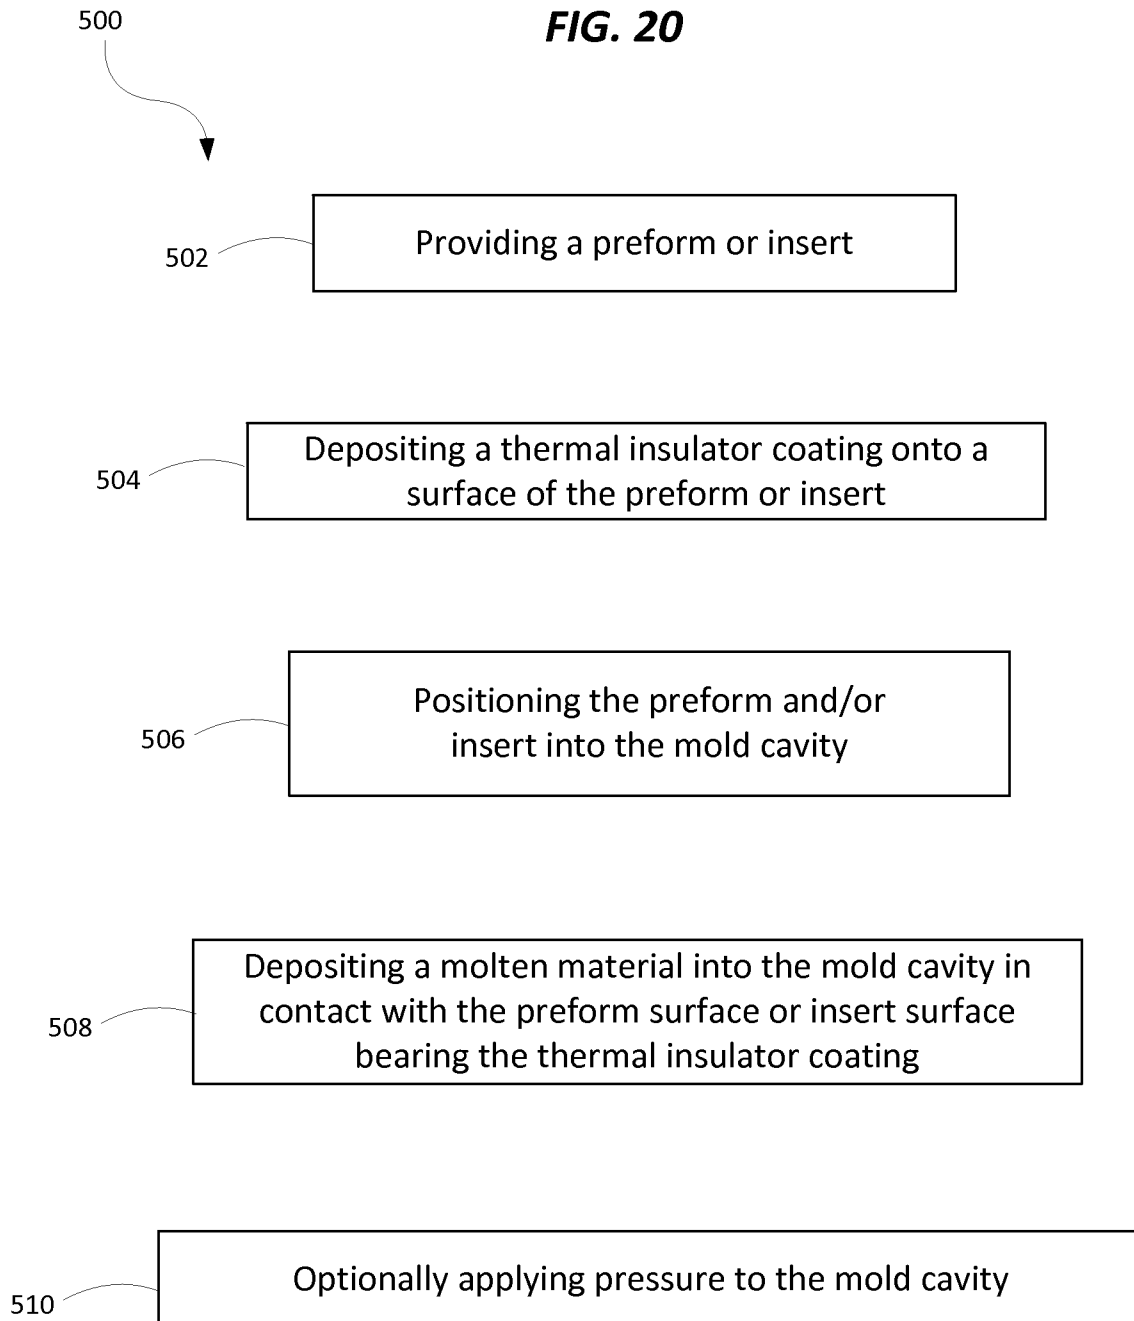 500
FIG. 20
502
Providing a preform or insert
504
Depositing a thermal insulator coating onto a
surface of the preform or insert
506
Positioning the preform and/or
insert into the mold cavity
508
Depositing a molten material into the mold cavity in
contact with the preform surface or insert surface
bearing the thermal insulator coating
510
Optionally applying pressure to the mold cavity